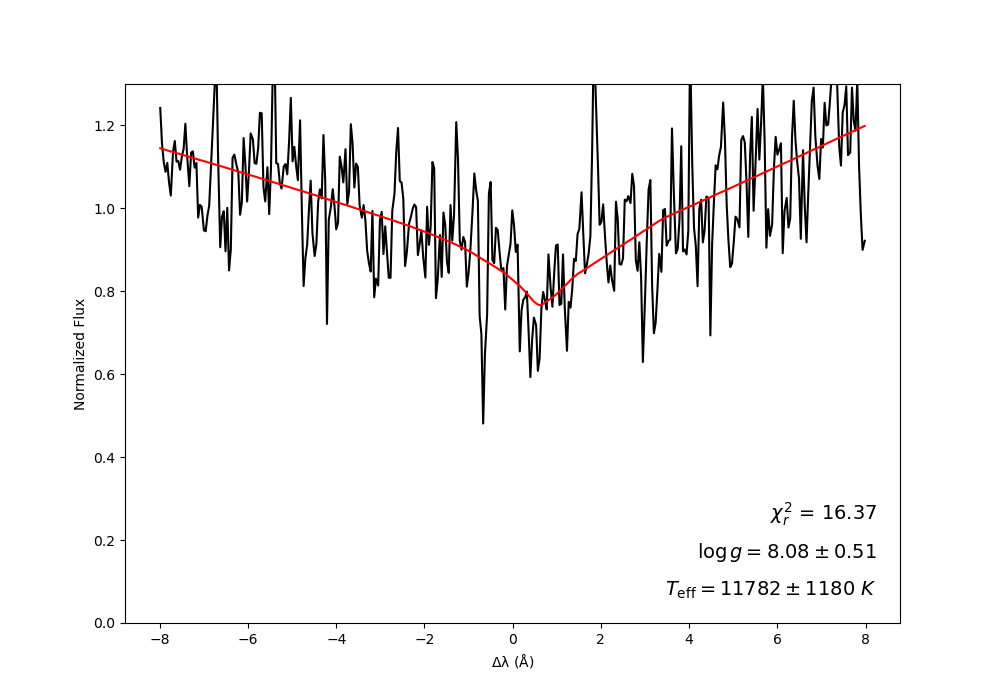 1.2
1.0
0.8
0.6
0.4
0.2
0.0
Normalized Flux
χ²ᵣ = 16.37
log g = 8.08 ± 0.51
T_eff = 11782 ± 1180 K
−8 −6 −4 −2 0 2 4 6 8
Δλ (Å)